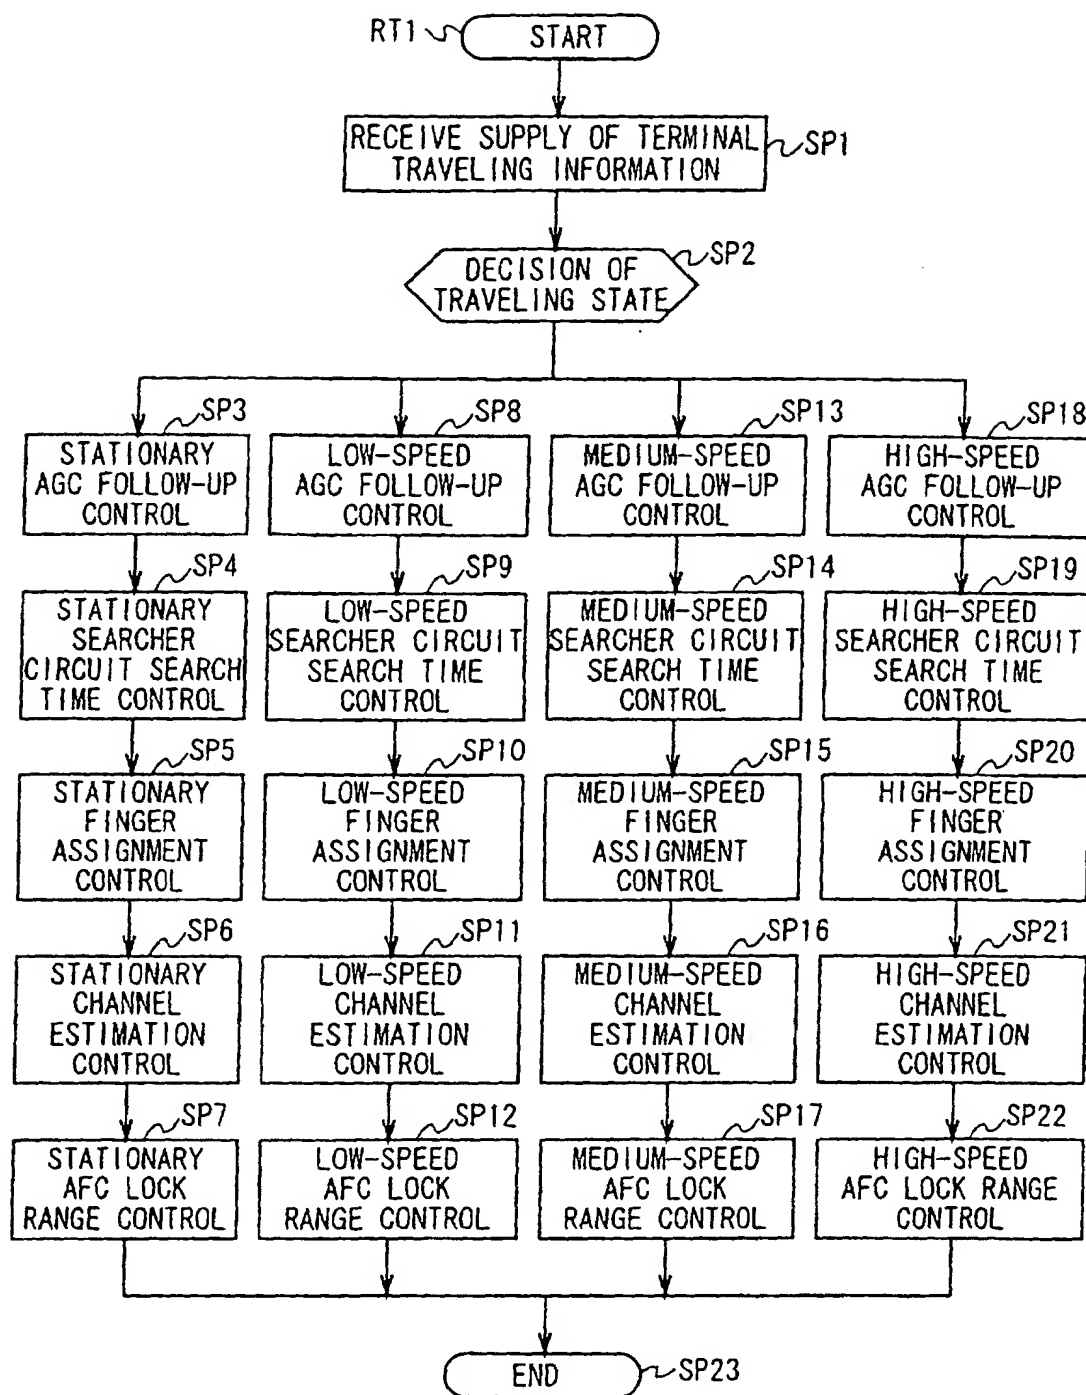 RT1
START
RECEIVE SUPPLY OF TERMINAL
TRAVELING INFORMATION
SP1
DECISION OF
TRAVELING STATE
SP2
SP3
STATIONARY
AGC FOLLOW-UP
CONTROL
SP8
LOW-SPEED
AGC FOLLOW-UP
CONTROL
SP13
MEDIUM-SPEED
AGC FOLLOW-UP
CONTROL
SP18
HIGH-SPEED
AGC FOLLOW-UP
CONTROL
SP4
STATIONARY
SEARCHER
CIRCUIT SEARCH
TIME CONTROL
SP9
LOW-SPEED
SEARCHER CIRCUIT
SEARCH TIME
CONTROL
SP14
MEDIUM-SPEED
SEARCHER CIRCUIT
SEARCH TIME
CONTROL
SP19
HIGH-SPEED
SEARCHER CIRCUIT
SEARCH TIME
CONTROL
SP5
STATIONARY
FINGER
ASSIGNMENT
CONTROL
SP10
LOW-SPEED
FINGER
ASSIGNMENT
CONTROL
SP15
MEDIUM-SPEED
FINGER
ASSIGNMENT
CONTROL
SP20
HIGH-SPEED
FINGER
ASSIGNMENT
CONTROL
SP6
STATIONARY
CHANNEL
ESTIMATION
CONTROL
SP11
LOW-SPEED
CHANNEL
ESTIMATION
CONTROL
SP16
MEDIUM-SPEED
CHANNEL
ESTIMATION
CONTROL
SP21
HIGH-SPEED
CHANNEL
ESTIMATION
CONTROL
SP7
STATIONARY
AFC LOCK
RANGE CONTROL
SP12
LOW-SPEED
AFC LOCK
RANGE CONTROL
SP17
MEDIUM-SPEED
AFC LOCK
RANGE CONTROL
SP22
HIGH-SPEED
AFC LOCK RANGE
CONTROL
END
SP23